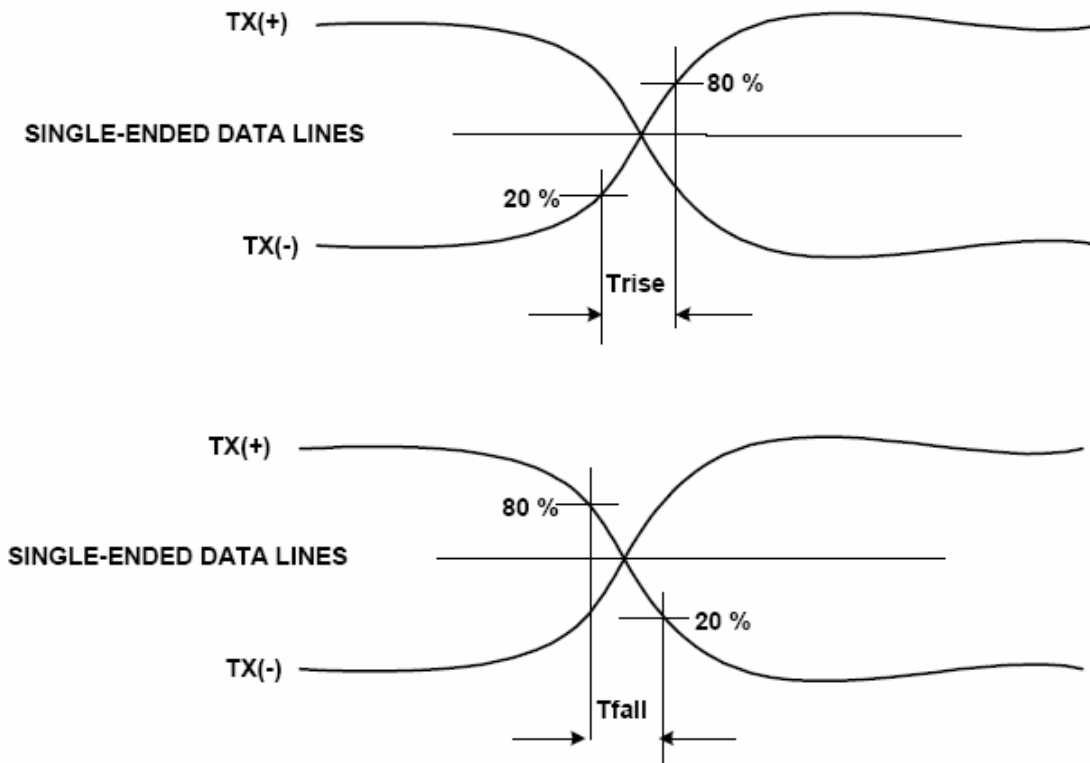 TX(+)
80 %
SINGLE-ENDED DATA LINES
20 %
TX(-)
Trise
TX(+)
80 %
SINGLE-ENDED DATA LINES
20 %
TX(-)
Tfall